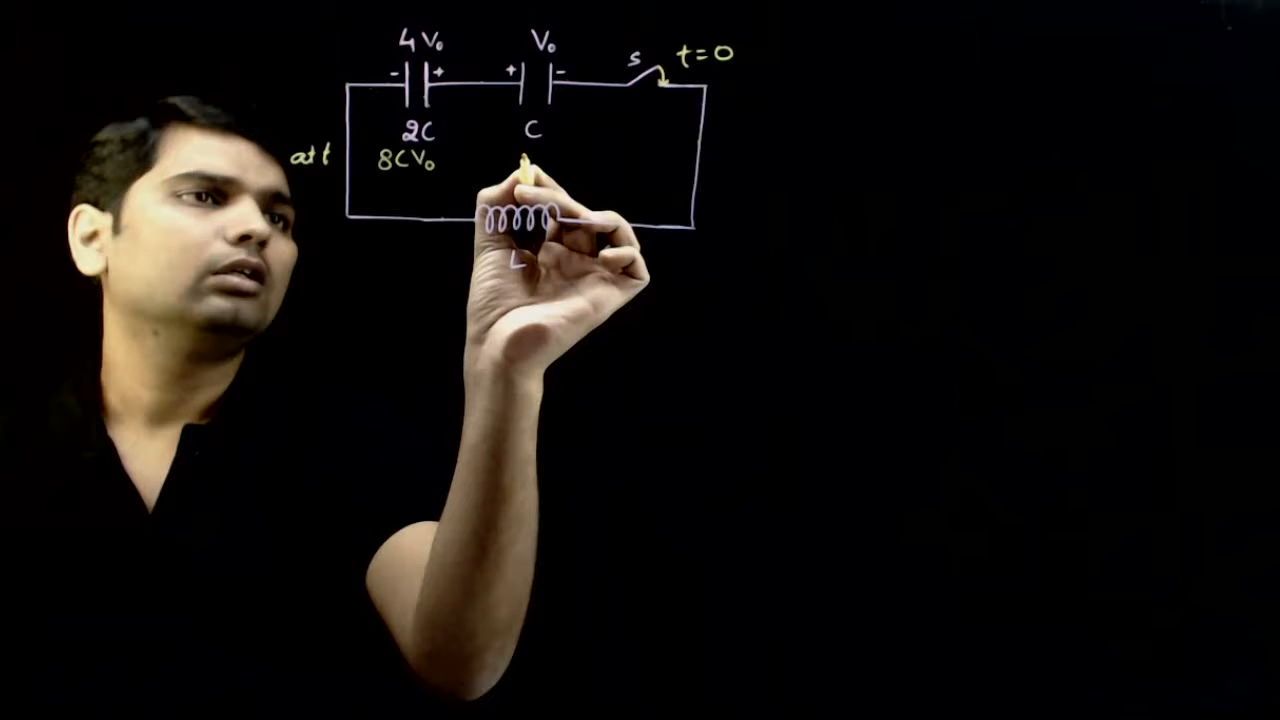 4V₀ V₀ S t=0
- + + -
2C C
at t 8CV₀
L